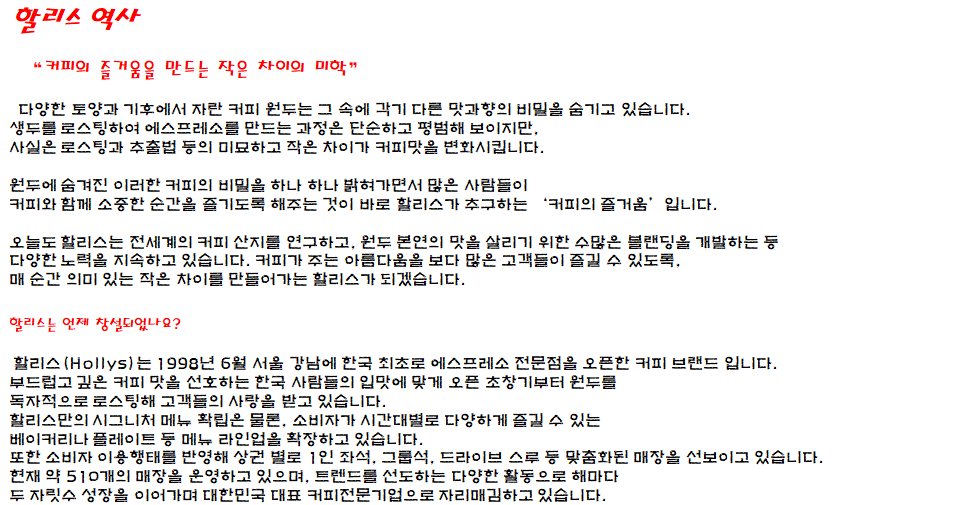 할리스 역사
“커피의 즐거움을 만드는 작은 차이의 미학”
다양한 토양과 기후에서 자란 커피 원두는 그 속에 각기 다른 맛과향의 비밀을 숨기고 있습니다.
생두를 로스팅하여 에스프레소를 만드는 과정은 단순하고 평범해 보이지만,
사실은 로스팅과 추출법 등의 미묘하고 작은 차이가 커피맛을 변화시킵니다.
원두에 숨겨진 이러한 커피의 비밀을 하나 하나 밝혀가면서 많은 사람들이
커피와 함께 소중한 순간을 즐기도록 해주는 것이 바로 할리스가 추구하는 ‘커피의 즐거움’입니다.
오늘도 할리스는 전세계의 커피 산지를 연구하고, 원두 본연의 맛을 살리기 위한 수많은 블랜딩을 개발하는 등
다양한 노력을 지속하고 있습니다. 커피가 주는 아름다움을 보다 많은 고객들이 즐길 수 있도록,
매 순간 의미 있는 작은 차이를 만들어가는 할리스가 되겠습니다.
할리스는 언제 창설되었나요?
할리스(Hollys)는 1998년 6월 서울 강남에 한국 최초로 에스프레소 전문점을 오픈한 커피 브랜드 입니다.
부드럽고 깊은 커피 맛을 선호하는 한국 사람들의 입맛에 맞게 오픈 초창기부터 원두를
독자적으로 로스팅해 고객들의 사랑을 받고 있습니다.
할리스만의 시그니처 메뉴 확립은 물론, 소비자가 시간대별로 다양하게 즐길 수 있는
베이커리나 플레이트 등 메뉴 라인업을 확장하고 있습니다.
또한 소비자 이용행태를 반영해 상권 별로 1인 좌석, 그룹석, 드라이브 스루 등 맞춤화된 매장을 선보이고 있습니다.
현재 약 510개의 매장을 운영하고 있으며, 트렌드를 선도하는 다양한 활동으로 해마다
두 자릿수 성장을 이어가며 대한민국 대표 커피전문기업으로 자리매김하고 있습니다.